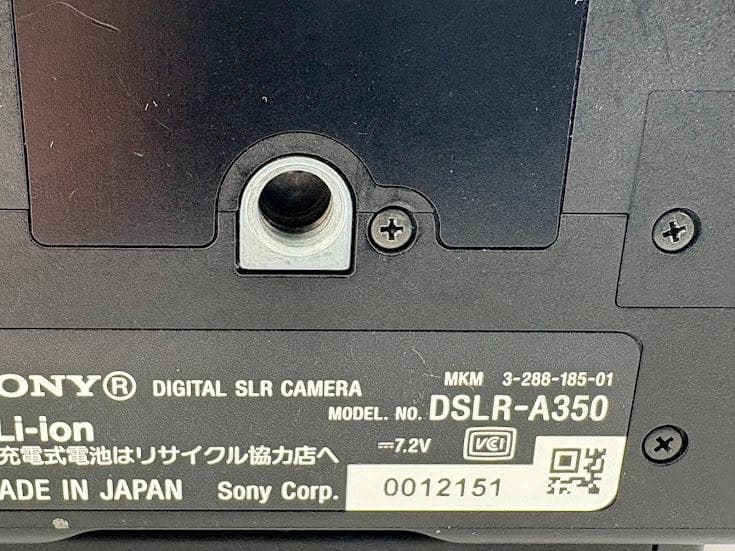 ONY® DIGITAL SLR CAMERA MKM 3-288-185-01
MODEL. NO. DSLR-A350
Li-ion ⎓7.2V VCCI
充電式電池はリサイクル協力店へ
ADE IN JAPAN Sony Corp. 0012151